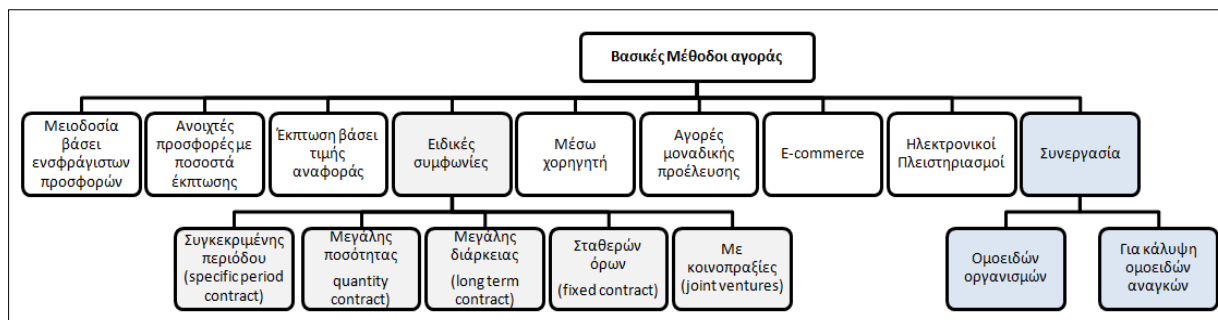 Βασικές Μέθοδοι αγοράς
Μειοδοσία
βάσει
ενσφράγιστων
προσφορών
Ανοιχτές
προσφορές με
ποσοστά
έκπτωσης
Έκπτωση βάσει
τιμής
αναφοράς
Ειδικές
συμφωνίες
Μέσω
χορηγητή
Αγορές
μοναδικής
προέλευσης
E-commerce
Ηλεκτρονικοί
Πλειστηριασμοί
Συνεργασία
Συγκεκριμένης
περιόδου
(specific period
contract)
Μεγάλης
ποσότητας
quantity
contract)
Μεγάλης
διάρκειας
(long term
contract)
Σταθερών
όρων
(fixed contract)
Με
κοινοπραξίες
(joint ventures)
Ομοειδών
οργανισμών
Για κάλυψη
ομοειδών
αναγκών